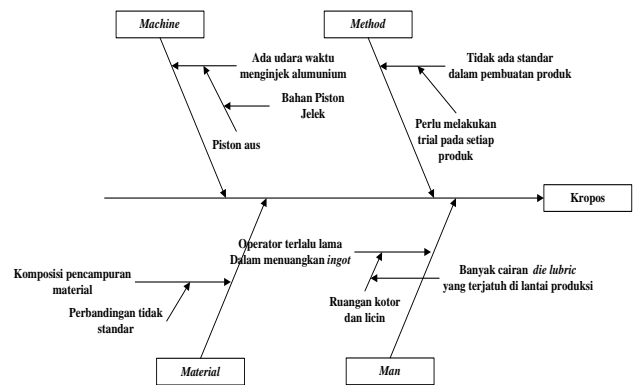 Machine
Method
Ada udara waktu
menginjek alumunium
Bahan Piston
Jelek
Piston aus
Tidak ada standar
dalam pembuatan produk
Perlu melakukan
trial pada setiap
produk
Kropos
Operator terlalu lama
Dalam menuangkan ingot
Komposisi pencampuran
material
Perbandingan tidak
standar
Banyak cairan die lubric
yang terjatuh di lantai produksi
Ruangan kotor
dan licin
Material
Man